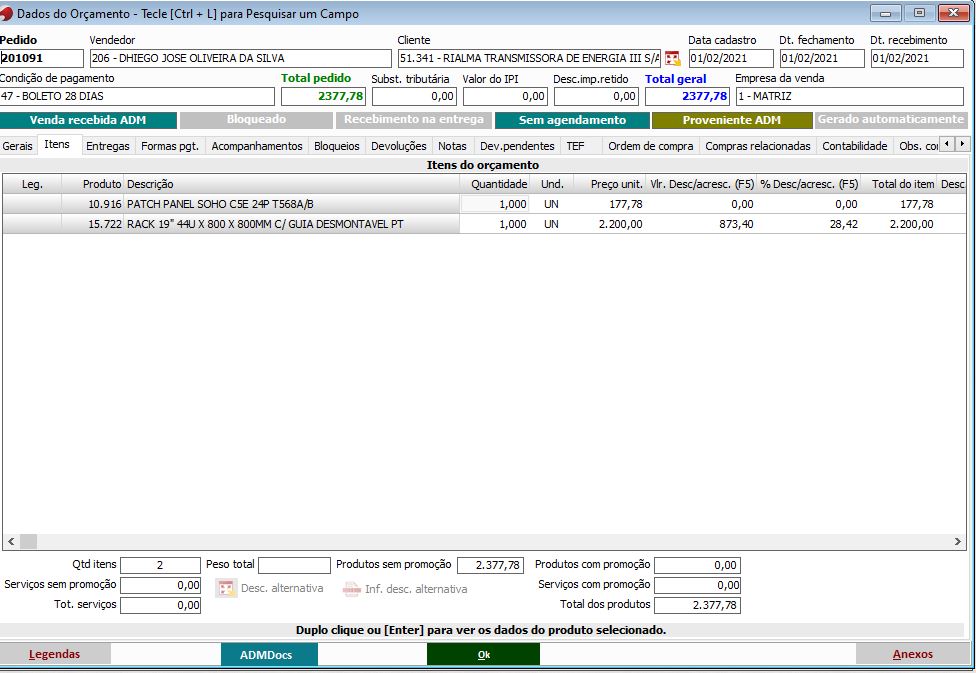 Dados do Orçamento - Tecle [Ctrl + L] para Pesquisar um Campo
Pedido Vendedor Cliente Data cadastro Dt. fechamento Dt. recebimento
201091 206 - DHIEGO JOSE OLIVEIRA DA SILVA 51.341 - RIALMA TRANSMISSORA DE ENERGIA III S/A 01/02/2021 01/02/2021 01/02/2021
Condição de pagamento Total pedido Subst. tributária Valor do IPI Desc.imp.retido Total geral Empresa da venda
47 - BOLETO 28 DIAS 2377,78 0,00 0,00 0,00 2377,78 1 - MATRIZ
Venda recebida ADM Bloqueado Recebimento na entrega Sem agendamento Proveniente ADM Gerado automaticamente
Gerais Itens Entregas Formas pgt. Acompanhamentos Bloqueios Devoluções Notas Dev.pendentes TEF Ordem de compra Compras relacionadas Contabilidade Obs. co
Itens do orçamento
Leg. Produto Descrição Quantidade Und. Preço unit. Vlr. Desc/acresc. (F5) % Desc/acresc. (F5) Total do item Desc.
10.916 PATCH PANEL SOHO C5E 24P T568A/B 1,000 UN 177,78 0,00 0,00 177,78
15.722 RACK 19" 44U X 800 X 800MM C/ GUIA DESMONTAVEL PT 1,000 UN 2.200,00 873,40 28,42 2.200,00
Qtd itens 2 Peso total Produtos sem promoção 2.377,78 Produtos com promoção 0,00
Serviços sem promoção 0,00 Desc. alternativa Inf. desc. alternativa Serviços com promoção 0,00
Tot. serviços 0,00 Total dos produtos 2.377,78
Duplo clique ou [Enter] para ver os dados do produto selecionado.
Legendas ADMDocs Ok Anexos